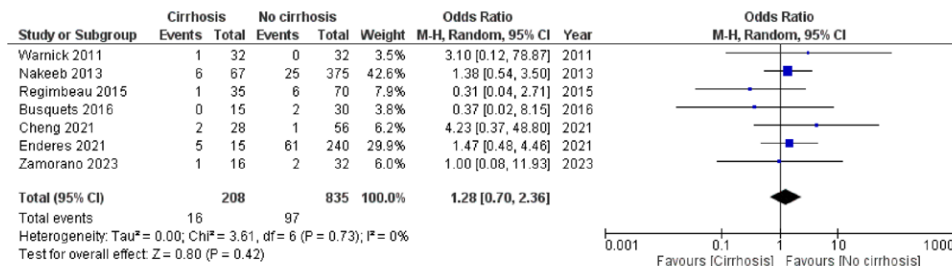 Cirrhosis No cirrhosis Odds Ratio Odds Ratio
Study or Subgroup Events Total Events Total Weight M-H, Random, 95% CI Year M-H, Random, 95% CI
Warnick 2011 1 32 0 32 3.5% 3.10 [0.12, 78.87] 2011
Nakeeb 2013 6 67 25 375 42.6% 1.38 [0.54, 3.50] 2013
Regimbeau 2015 1 35 6 70 7.9% 0.31 [0.04, 2.71] 2015
Busquets 2016 0 15 2 30 3.8% 0.37 [0.02, 8.15] 2016
Cheng 2021 2 28 1 56 6.2% 4.23 [0.37, 48.80] 2021
Enderes 2021 5 15 61 240 29.9% 1.47 [0.48, 4.46] 2021
Zamorano 2023 1 16 2 32 6.0% 1.00 [0.08, 11.93] 2023
Total (95% CI) 208 835 100.0% 1.28 [0.70, 2.36]
Total events 16 97
Heterogeneity: Tau² = 0.00; Chi² = 3.61, df = 6 (P = 0.73); I² = 0%
Test for overall effect: Z = 0.80 (P = 0.42)
0.001 0.1 1 10 1000
Favours [Cirrhosis] Favours [No cirrhosis]